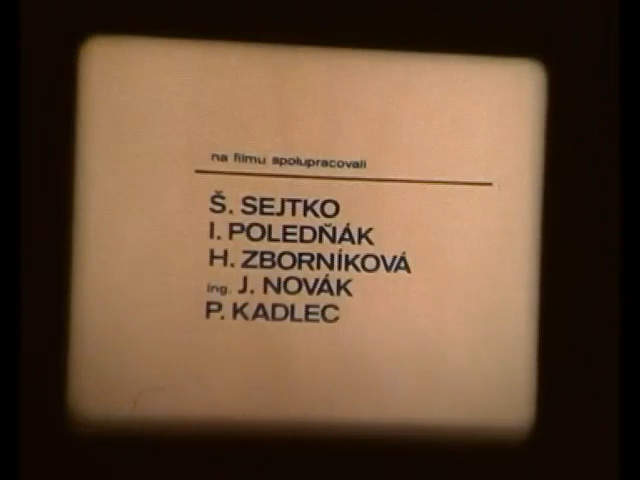 na filmu spolupracovali
Š. SEJTKO
I. POLEDŇÁK
H. ZBORNÍKOVÁ
ing. J. NOVÁK
P. KADLEC